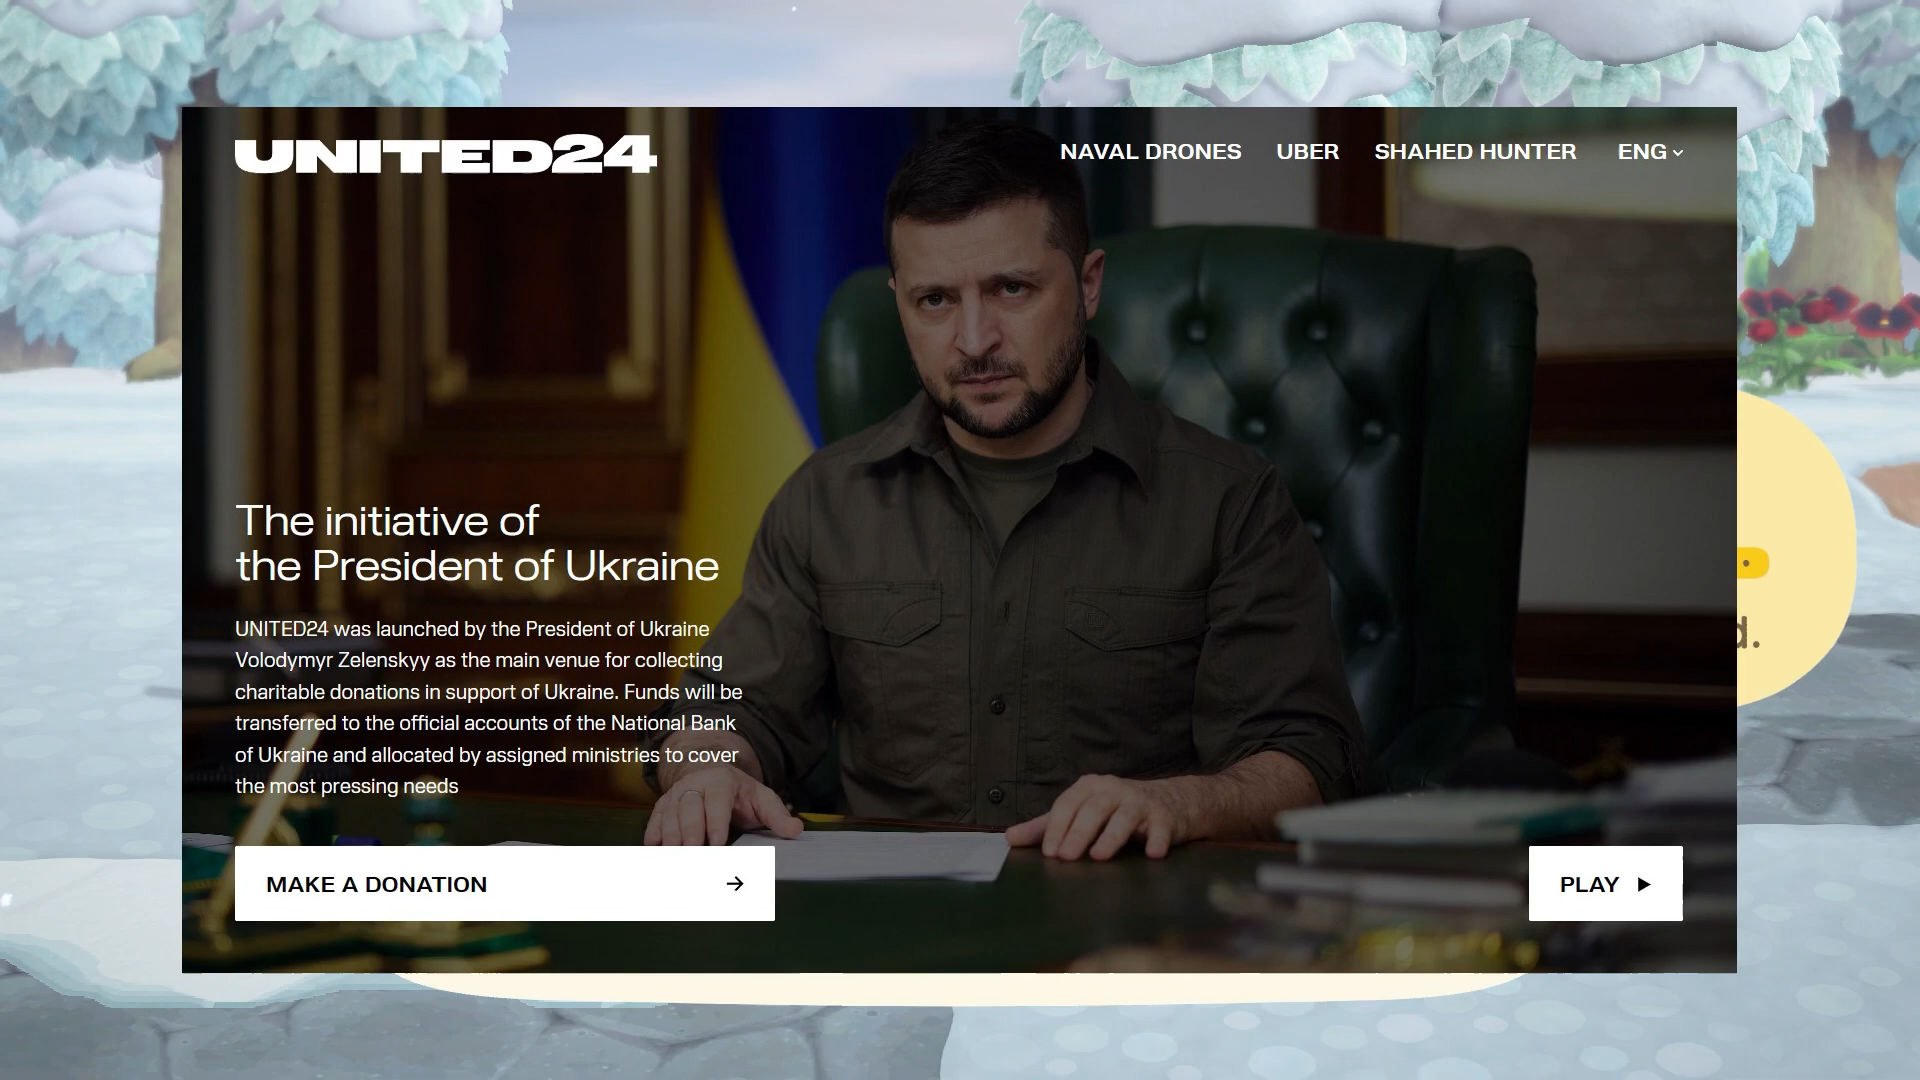 UNITED24
NAVAL DRONES
UBER
SHAHED HUNTER
ENG
The initiative of
the President of Ukraine
UNITED24 was launched by the President of Ukraine
Volodymyr Zelenskyy as the main venue for collecting
charitable donations in support of Ukraine. Funds will be
transferred to the official accounts of the National Bank
of Ukraine and allocated by assigned ministries to cover
the most pressing needs
MAKE A DONATION
PLAY